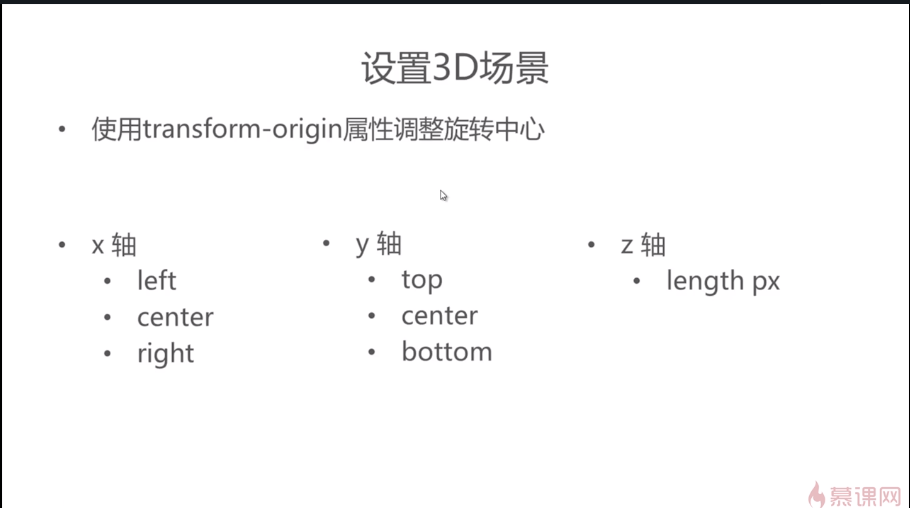 设置3D场景
• 使用transform-origin属性调整旋转中心
• x 轴
• left
• center
• right
• y 轴
• top
• center
• bottom
• z 轴
• length px
慕课网